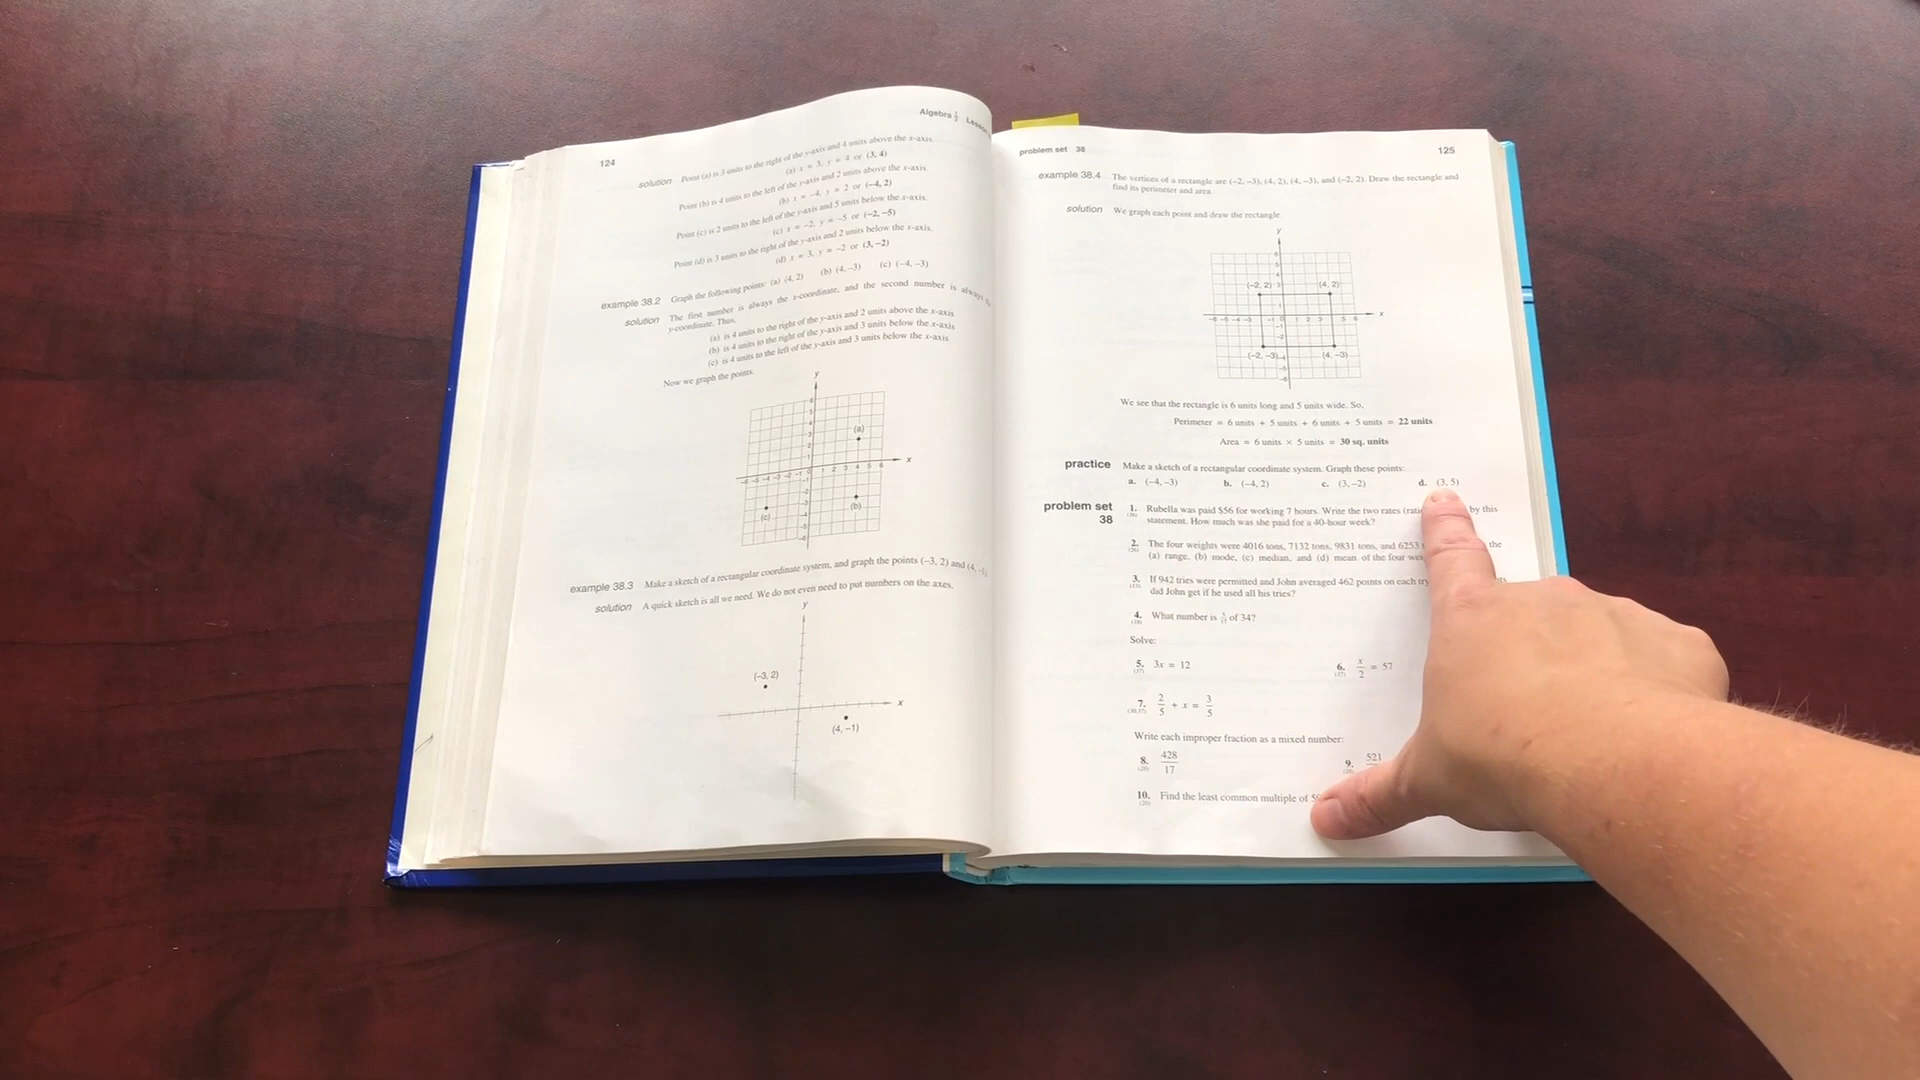 124
Algebra ½ Lesson
solution Point (a) is 3 units to the right of the y-axis and 4 units above the x-axis.
(a) x = 3, y = 4 or (3, 4)
Point (b) is 4 units to the left of the y-axis and 2 units above the x-axis.
(b) x = −4, y = 2 or (−4, 2)
Point (c) is 2 units to the left of the y-axis and 5 units below the x-axis.
(c) x = −2, y = −5 or (−2, −5)
Point (d) is 3 units to the right of the y-axis and 2 units below the x-axis.
(d) x = 3, y = −2 or (3, −2)
example 38.2 Graph the following points: (a) (4, 2) (b) (4, −3) (c) (−4, −3)
solution The first number is always the x-coordinate, and the second number is always
y-coordinate. Thus,
(a) is 4 units to the right of the y-axis and 2 units above the x-axis
(b) is 4 units to the right of the y-axis and 3 units below the x-axis
(c) is 4 units to the left of the y-axis and 3 units below the x-axis
Now we graph the points.
y
(a)
x
(b)
(c)
example 38.3 Make a sketch of a rectangular coordinate system, and graph the points (−3, 2) and (4, −1)
solution A quick sketch is all we need. We do not even need to put numbers on the axes.
y
(−3, 2)
x
(4, −1)
problem set 38
125
example 38.4 The vertices of a rectangle are (−2, −3), (4, 2), (4, −3), and (−2, 2). Draw the rectangle and
find its perimeter and area.
solution We graph each point and draw the rectangle.
y
(−2, 2) (4, 2)
x
(−2, −3) (4, −3)
We see that the rectangle is 6 units long and 5 units wide. So,
Perimeter = 6 units + 5 units + 6 units + 5 units = 22 units
Area = 6 units × 5 units = 30 sq. units
practice Make a sketch of a rectangular coordinate system. Graph these points:
a. (−4, −3) b. (−4, 2) c. (3, −2) d. (3, 5)
problem set 38
1. Rubella was paid $56 for working 7 hours. Write the two rates by this
statement. How much was she paid for a 40-hour week?
2. The four weights were 4016 tons, 7132 tons, 9831 tons, and 6253 the
(a) range, (b) mode, (c) median, and (d) mean of the four
3. If 942 tries were permitted and John averaged 462 points on each
did John get if he used all his tries?
4. What number is of 34?
Solve:
5. 3x = 12 6. x/2 = 57
7. 2/5 + x = 3/5
Write each improper fraction as a mixed number:
8. 428/17 9. 521
10. Find the least common multiple of